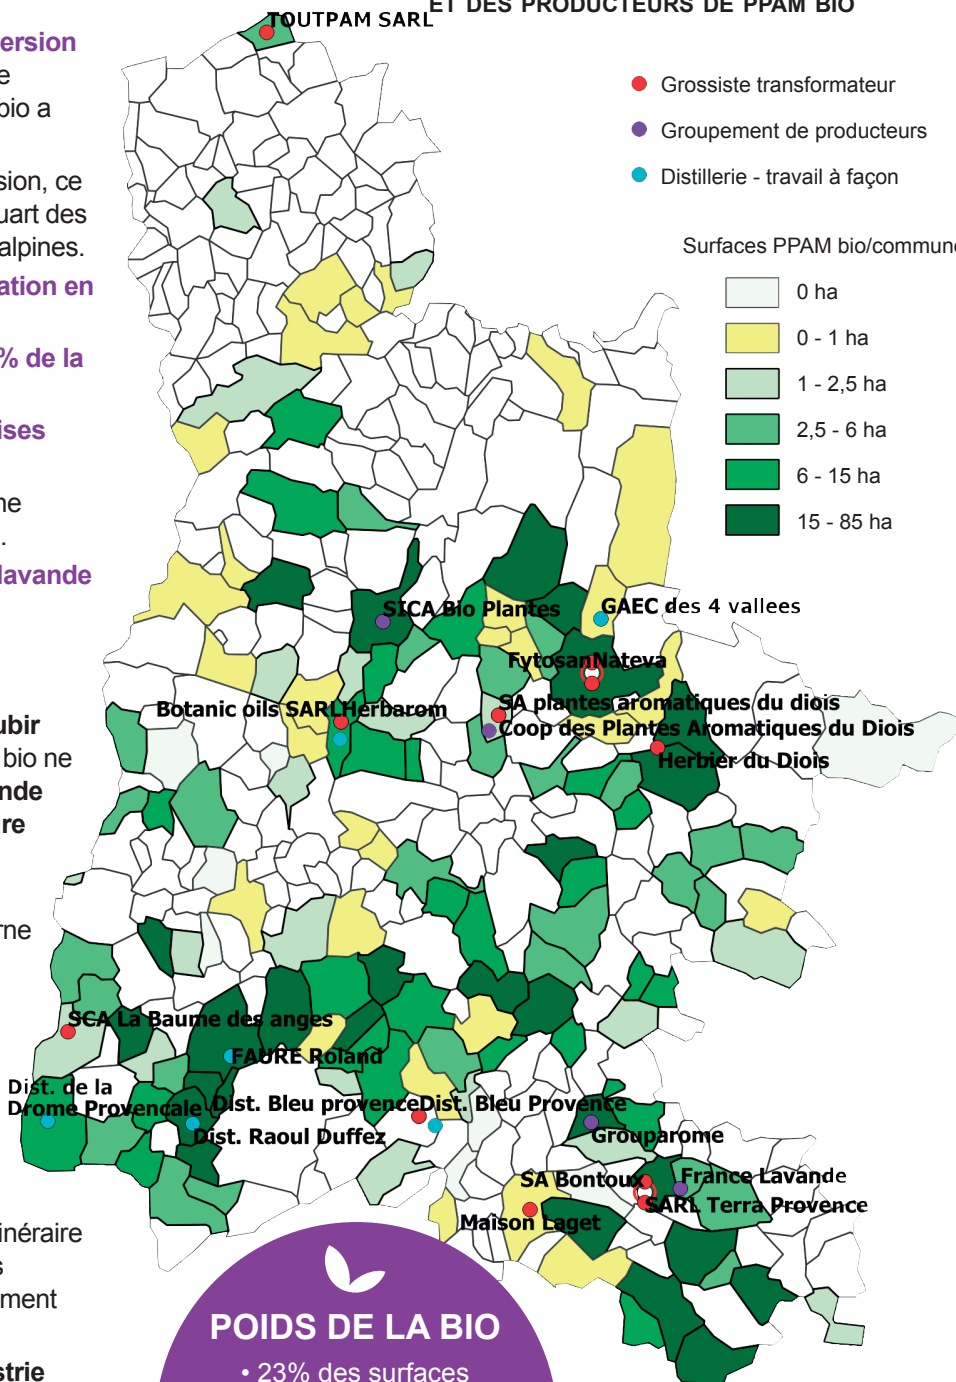 ET DES PRODUCTEURS DE PPAM BIO
ersion
e
bio a
sion, ce
uart des
alpines.
ation en
% de la
ises
ne
.
lavande
ubir
bio ne
nde
ire
rne
inéraire
s
ment
strie
Grossiste transformateur
Groupement de producteurs
Distillerie - travail à façon
Surfaces PPAM bio/commune
0 ha
0 - 1 ha
1 - 2,5 ha
2,5 - 6 ha
6 - 15 ha
15 - 85 ha
TOUTPAM SARL
SICA Bio Plantes
GAEC des 4 vallees
FytosanNateva
SA plantes aromatiques du diois
Botanic oils SARLHerbarom
Coop des Plantes Aromatiques du Diois
Herbier du Diois
SCA La Baume des anges
FAURE Roland
Dist. de la
Drome Provencale
Dist. Bleu provenceDist. Bleu Provence
Dist. Raoul Duffez
Grouparome
SA Bontoux
France Lavande
SARL Terra Provence
Maison Laget
POIDS DE LA BIO
• 23% des surfaces